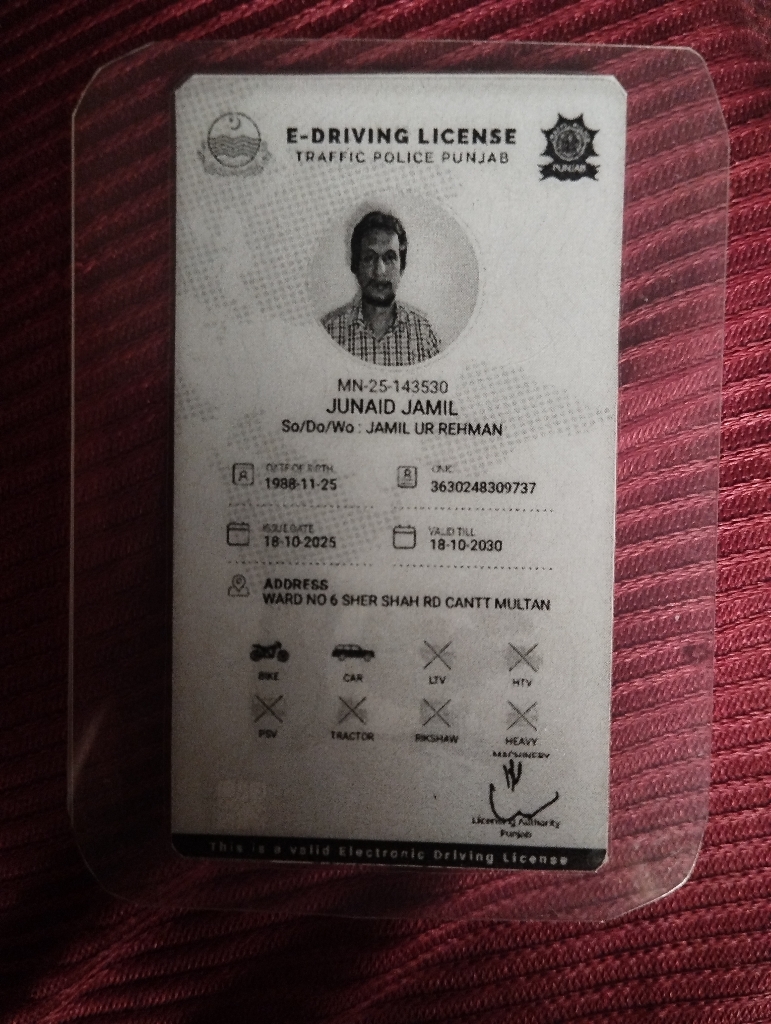 E-DRIVING LICENSE
TRAFFIC POLICE PUNJAB
PUNJAB
MN-25-143530
JUNAID JAMIL
So/Do/Wo : JAMIL UR REHMAN
DATE OF BIRTH
CNIC
1988-11-25
3630248309737
ISSUE DATE
VALID TILL
18-10-2025
18-10-2030
ADDRESS
WARD NO 6 SHER SHAH RD CANTT MULTAN
BIKE CAR LTV HTV
PSV TRACTOR RIKSHAW HEAVY
MACHINERY
Licensing Authority
Punjab
This is a valid Electronic Driving License